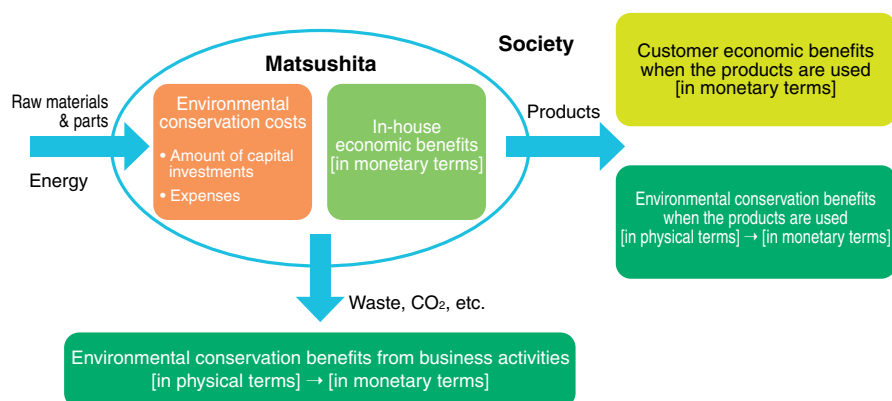 Society
Matsushita
Raw materials
& parts
Energy
Environmental
conservation costs
• Amount of capital
investments
• Expenses
In-house
economic benefits
[in monetary terms]
Products
Customer economic benefits
when the products are used
[in monetary terms]
Environmental conservation benefits
when the products are used
[in physical terms] → [in monetary terms]
Waste, CO₂, etc.
Environmental conservation benefits from business activities
[in physical terms] → [in monetary terms]